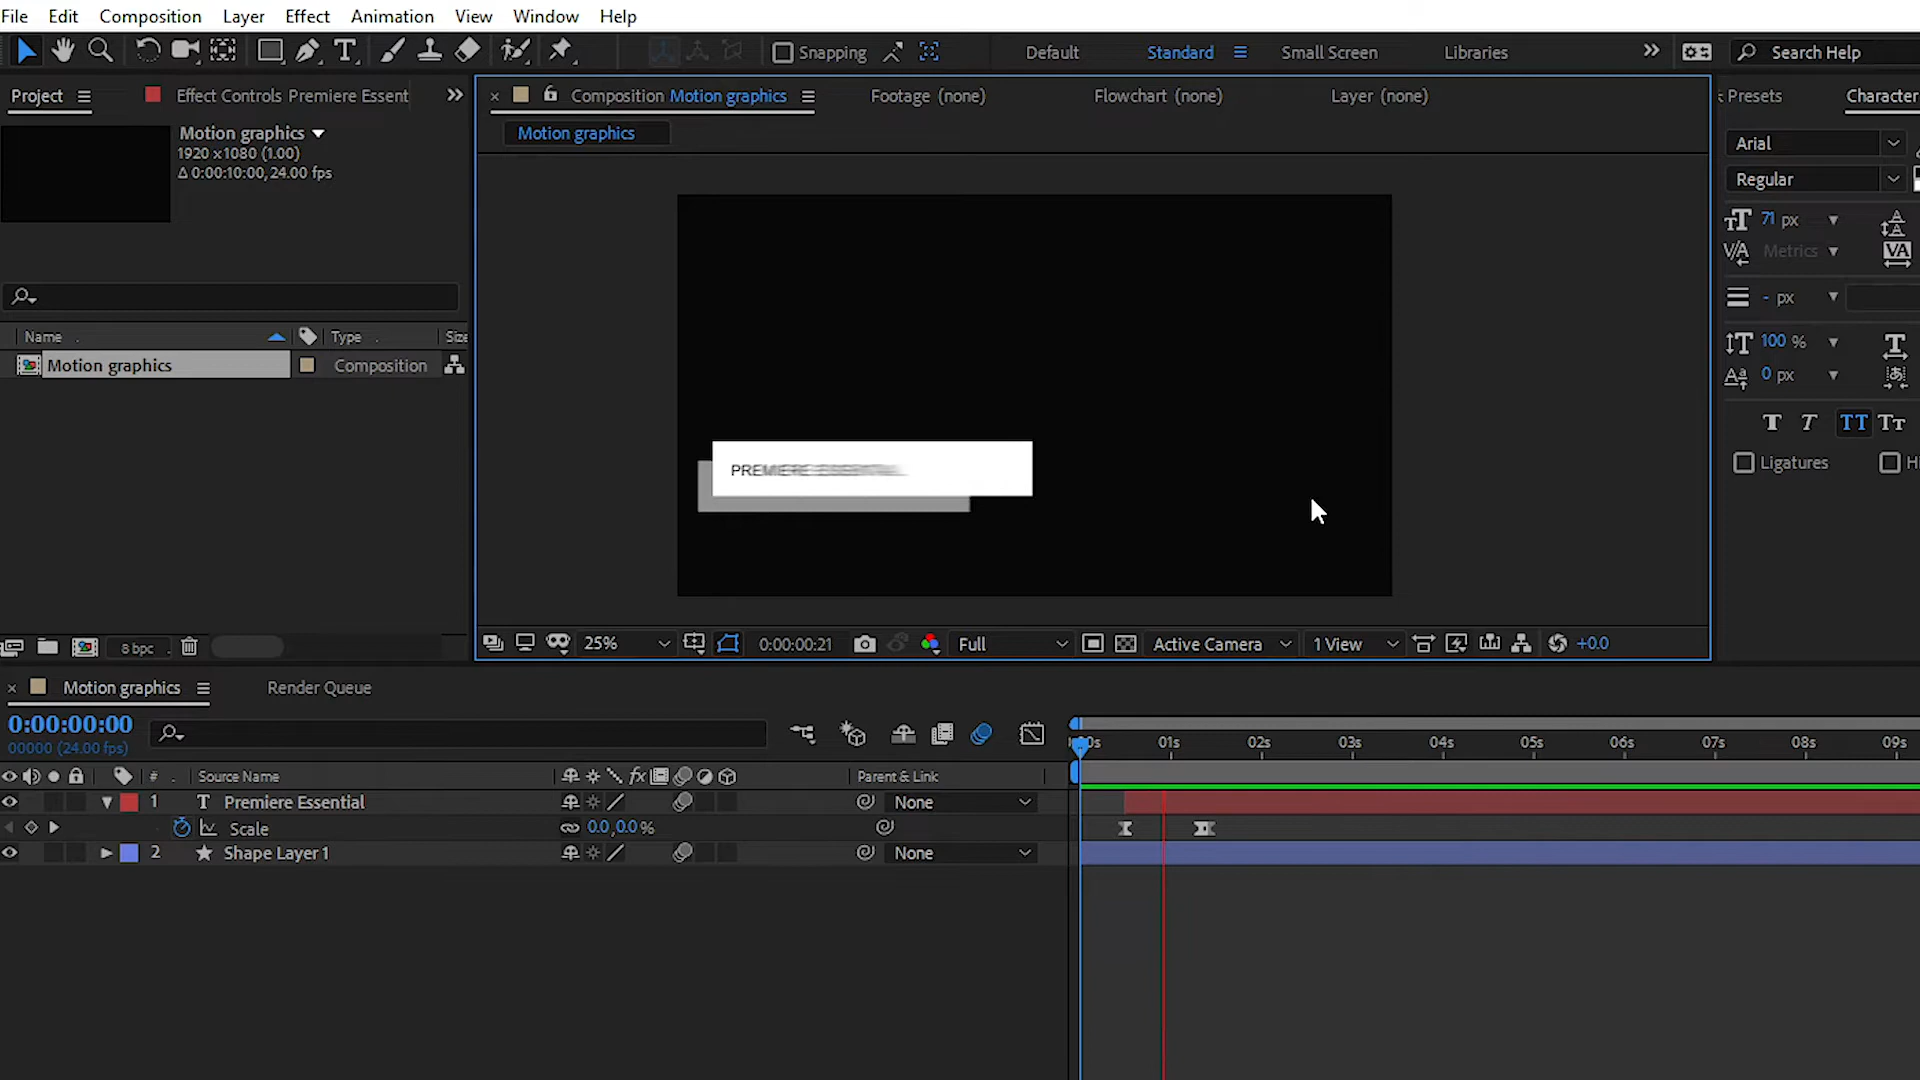 File Edit Composition Layer Effect Animation View Window Help
Snapping Default Standard Small Screen Libraries Search Help
Project Effect Controls Premiere Essent
Composition Motion graphics Footage (none) Flowchart (none) Layer (none)
Presets Character
Motion graphics
1920 x1080 (1.00)
Δ 0:00:10:00, 24.00 fps
Motion graphics
Arial
Regular
71 px
Metrics
- px
100 %
0 px
T T TT Tt
Ligatures
Name Type Size
Motion graphics Composition
PREMIERE ESSENTIAL
8 bpc
25% 0:00:00:21 Full Active Camera 1 View +0.0
Motion graphics Render Queue
0:00:00:00
00000 (24.00 fps)
01s 02s 03s 04s 05s 06s 07s 08s 09s
# Source Name fx Parent & Link
1 T Premiere Essential None
Scale 0.0,0.0%
2 Shape Layer 1 None